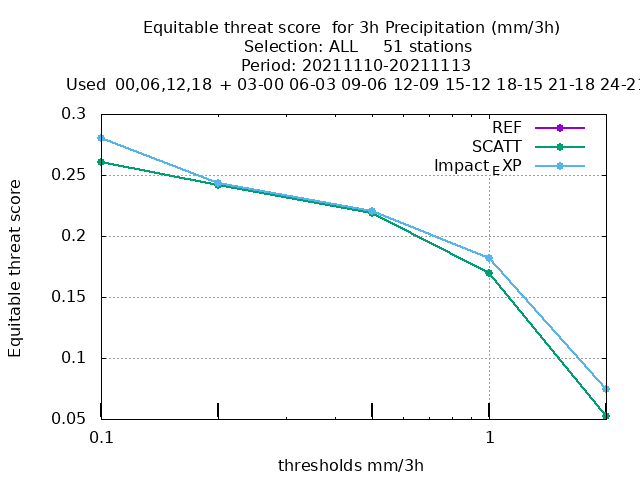 Equitable threat score  for 3h Precipitation (mm/3h)
Selection: ALL     51 stations
Period: 20211110-20211113
Used  00,06,12,18  + 03-00 06-03 09-06 12-09  15-12  18-15  21-18  24-21
0.3
0.25
0.2
0.15
0.1
0.05
Equitable threat score
REF
SCATT
Impact_EXP
0.1
1
thresholds mm/3h